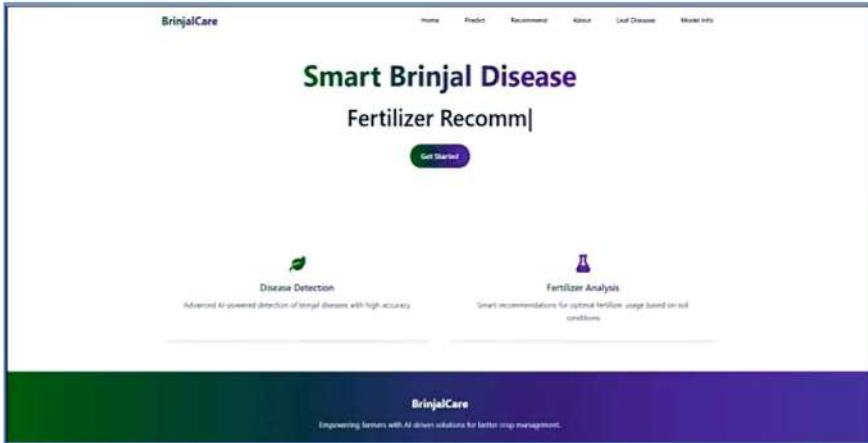 BrinjalCare
Home Predict Recommend About Leaf Disease Model Info
Smart Brinjal Disease
Fertilizer Recomm
Get Started
Disease Detection
Advanced AI-powered detection of brinjal diseases with high accuracy.
Fertilizer Analysis
Smart recommendations for optimal fertilizer usage based on soil
conditions
BrinjalCare
Empowering farmers with AI-driven solutions for better crop management.